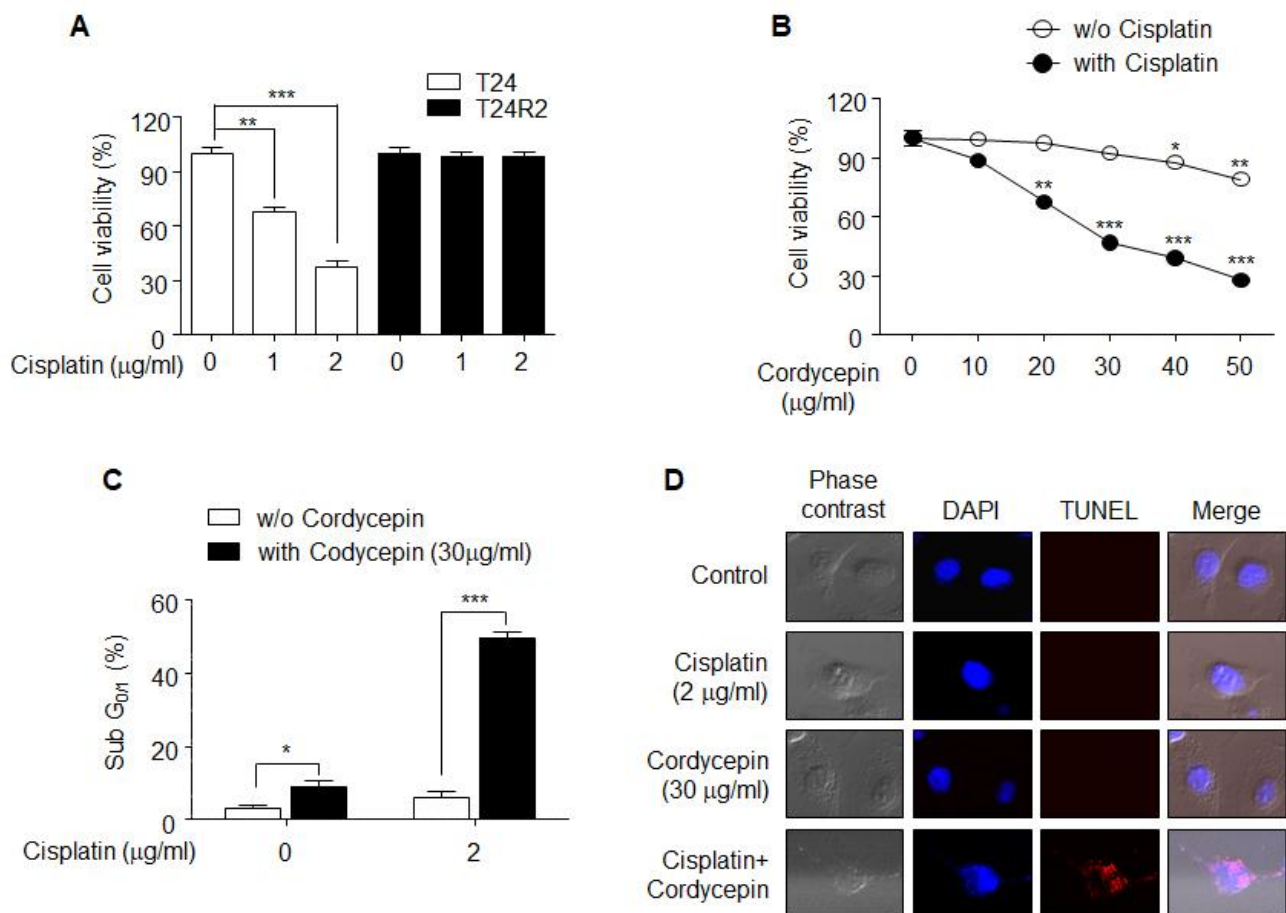 A
T24
T24R2
***
**
Cell viability (%)
120
90
60
30
0
Cisplatin (μg/ml) 0 1 2 0 1 2
B
w/o Cisplatin
with Cisplatin
Cell viability (%)
120
90
60
30
0
*
**
**
***
***
***
Cordycepin 0 10 20 30 40 50
(μg/ml)
C
w/o Cordycepin
with Codycepin (30μg/ml)
Sub G0/1 (%)
60
40
20
0
*
***
Cisplatin (μg/ml) 0 2
D
Phase
contrast DAPI TUNEL Merge
Control
Cisplatin
(2 μg/ml)
Cordycepin
(30 μg/ml)
Cisplatin+
Cordycepin